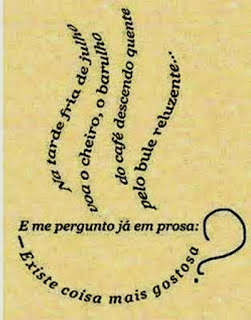 Na tarde fria de julho
voa o cheiro, o barulho
do café descendo quente
pelo bule reluzente...
E me pergunto já em prosa:
—Existe coisa mais gostosa?